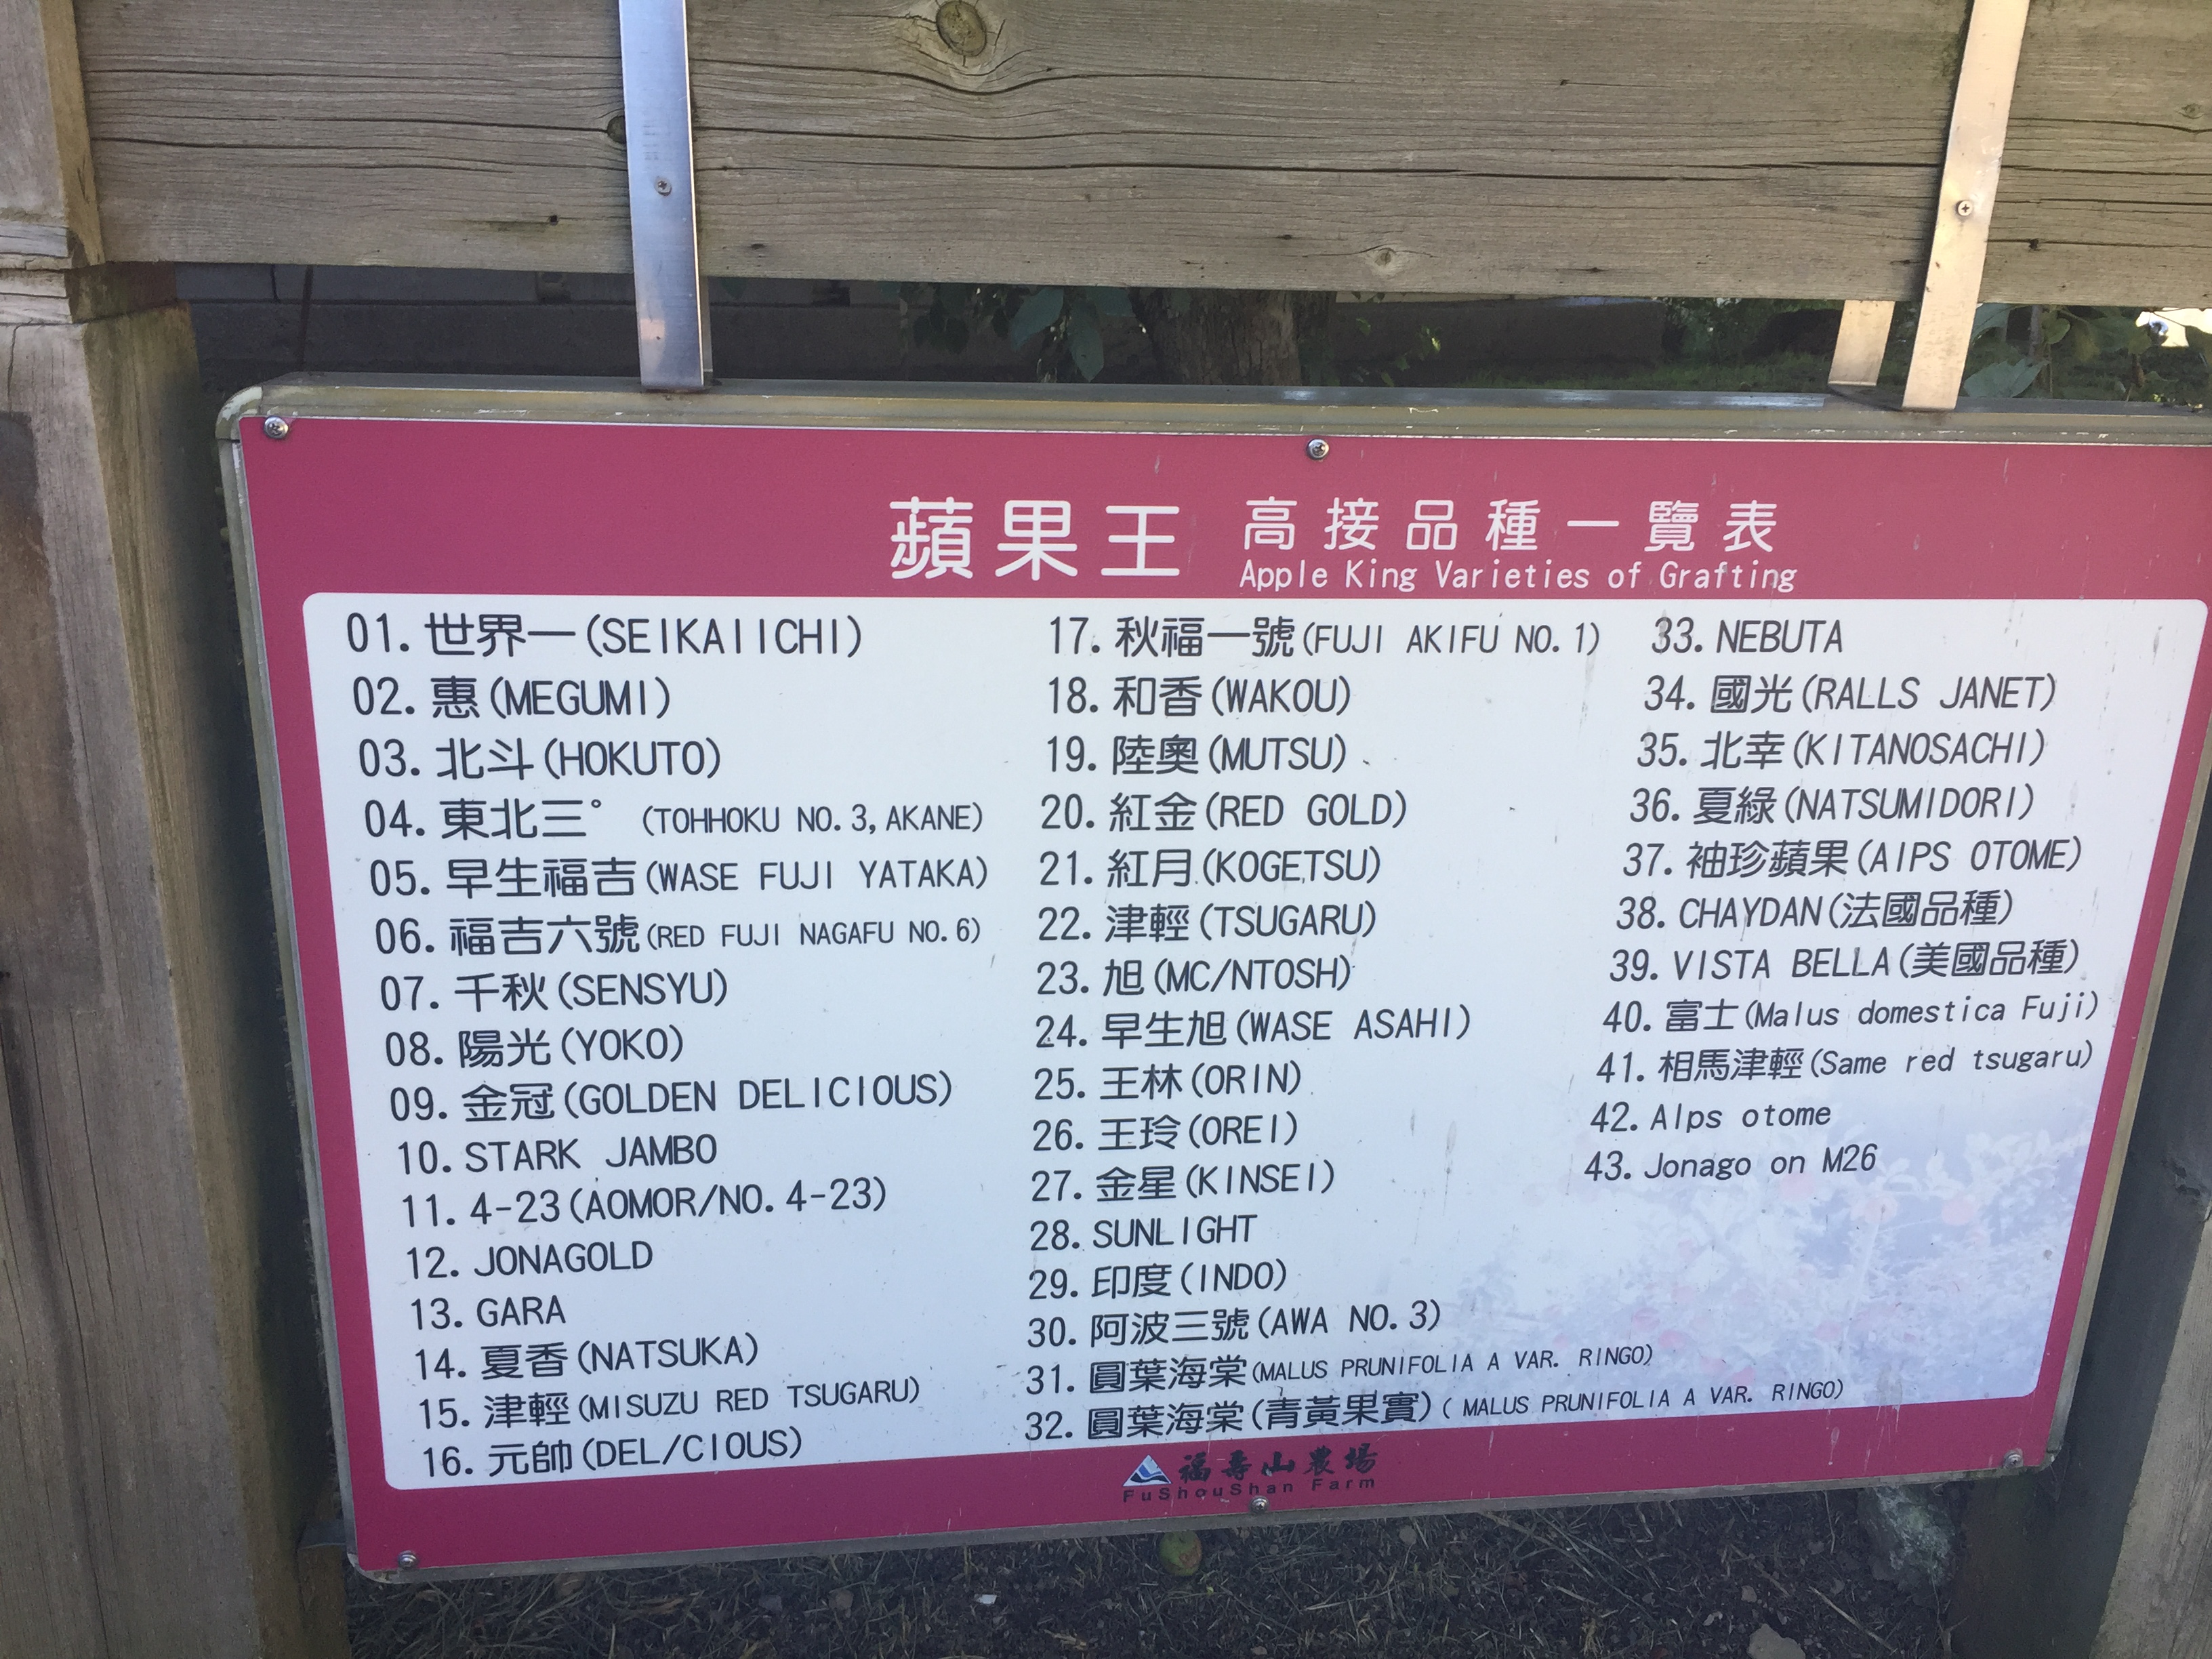 蘋果王 高接品種一覽表
Apple King Varieties of Grafting
01. 世界一(SEIKAIICHI)
02. 惠(MEGUMI)
03. 北斗(HOKUTO)
04. 東北三° (TOHHOKU NO.3,AKANE)
05. 早生福吉(WASE FUJI YATAKA)
06. 福吉六號(RED FUJI NAGAFU NO.6)
07. 千秋(SENSYU)
08. 陽光(YOKO)
09. 金冠(GOLDEN DELICIOUS)
10. STARK JAMBO
11. 4-23(AOMOR/NO.4-23)
12. JONAGOLD
13. GARA
14. 夏香(NATSUKA)
15. 津輕(MISUZU RED TSUGARU)
16. 元帥(DEL/CIOUS)
17. 秋福一號(FUJI AKIFU NO.1)
18. 和香(WAKOU)
19. 陸奧(MUTSU)
20. 紅金(RED GOLD)
21. 紅月(KOGETSU)
22. 津輕(TSUGARU)
23. 旭(MC/NTOSH)
24. 早生旭(WASE ASAHI)
25. 王林(ORIN)
26. 王玲(OREI)
27. 金星(KINSEI)
28. SUNLIGHT
29. 印度(INDO)
30. 阿波三號(AWA NO.3)
31. 圓葉海棠(MALUS PRUNIFOLIA A VAR. RINGO)
32. 圓葉海棠(青黃果實)( MALUS PRUNIFOLIA A VAR. RINGO)
33. NEBUTA
34. 國光(RALLS JANET)
35. 北幸(KITANOSACHI)
36. 夏綠(NATSUMIDORI)
37. 袖珍蘋果(AIPS OTOME)
38. CHAYDAN(法國品種)
39. VISTA BELLA(美國品種)
40. 富士(Malus domestica Fuji)
41. 相馬津輕(Same red tsugaru)
42. Alps otome
43. Jonago on M26
福壽山農場
FuShouShan Farm